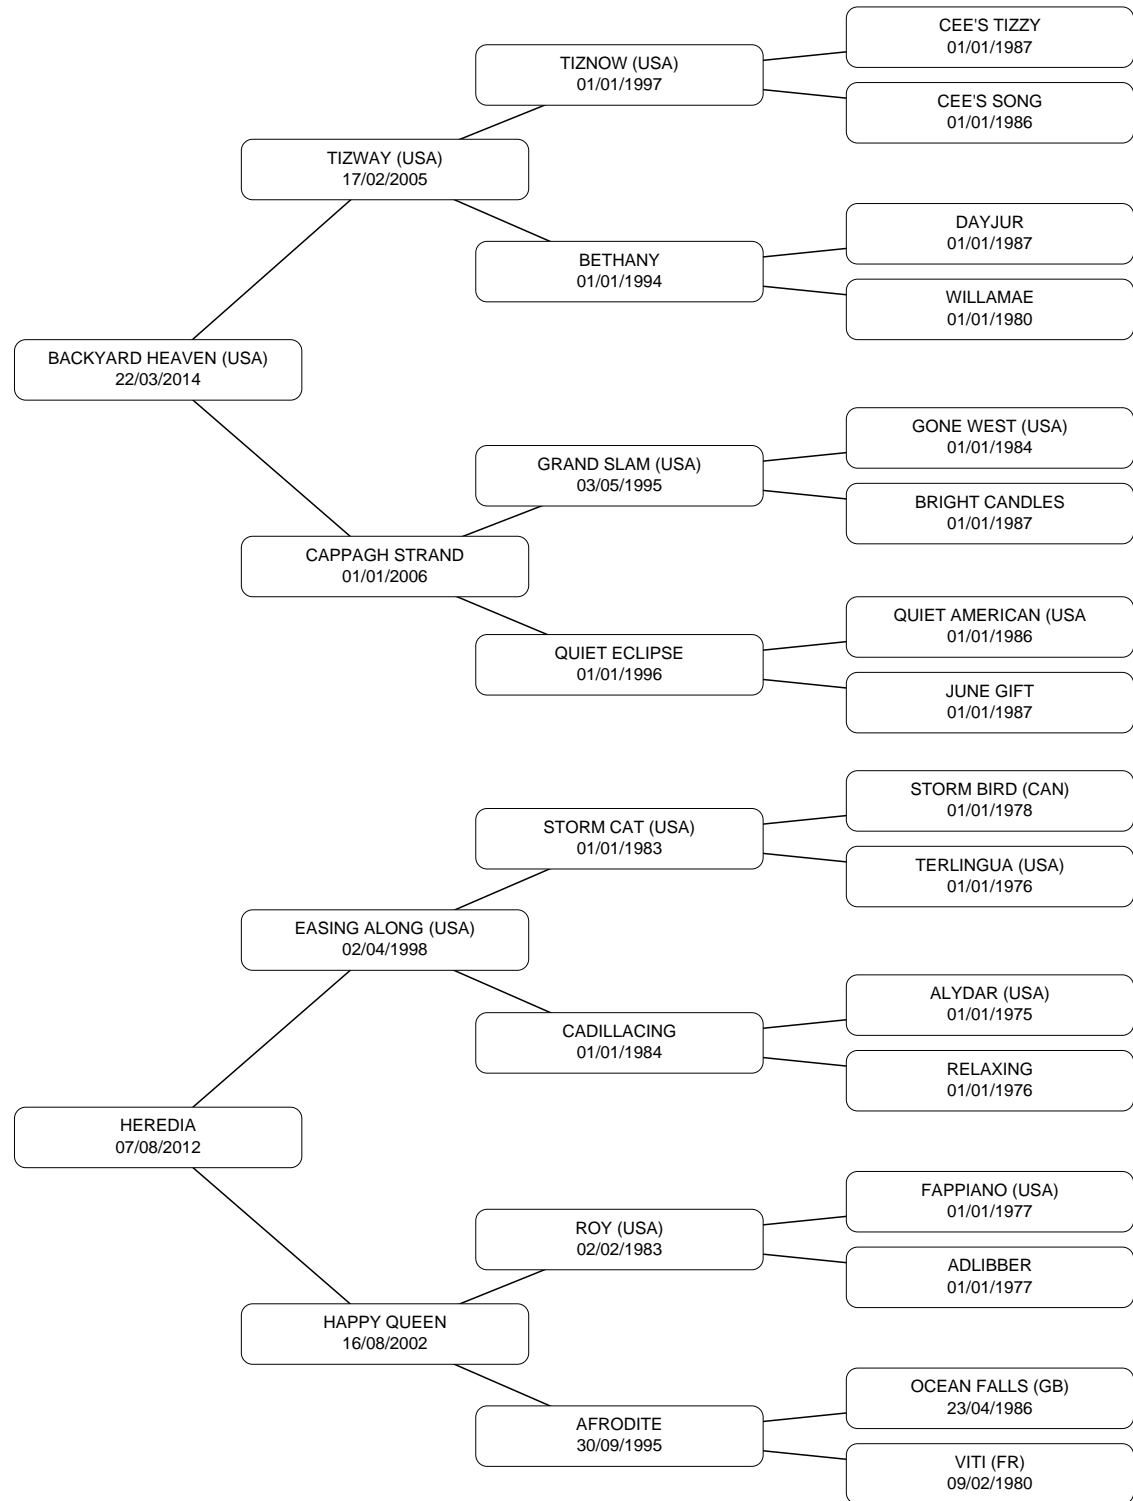 CEE'S TIZZY
01/01/1987
TIZNOW (USA)
01/01/1997
CEE'S SONG
01/01/1986
TIZWAY (USA)
17/02/2005
DAYJUR
01/01/1987
BETHANY
01/01/1994
WILLAMAE
01/01/1980
BACKYARD HEAVEN (USA)
22/03/2014
GONE WEST (USA)
01/01/1984
GRAND SLAM (USA)
03/05/1995
BRIGHT CANDLES
01/01/1987
CAPPAGH STRAND
01/01/2006
QUIET AMERICAN (USA
01/01/1986
QUIET ECLIPSE
01/01/1996
JUNE GIFT
01/01/1987
STORM BIRD (CAN)
01/01/1978
STORM CAT (USA)
01/01/1983
TERLINGUA (USA)
01/01/1976
EASING ALONG (USA)
02/04/1998
ALYDAR (USA)
01/01/1975
CADILLACING
01/01/1984
RELAXING
01/01/1976
HEREDIA
07/08/2012
FAPPIANO (USA)
01/01/1977
ROY (USA)
02/02/1983
ADLIBBER
01/01/1977
HAPPY QUEEN
16/08/2002
OCEAN FALLS (GB)
23/04/1986
AFRODITE
30/09/1995
VITI (FR)
09/02/1980